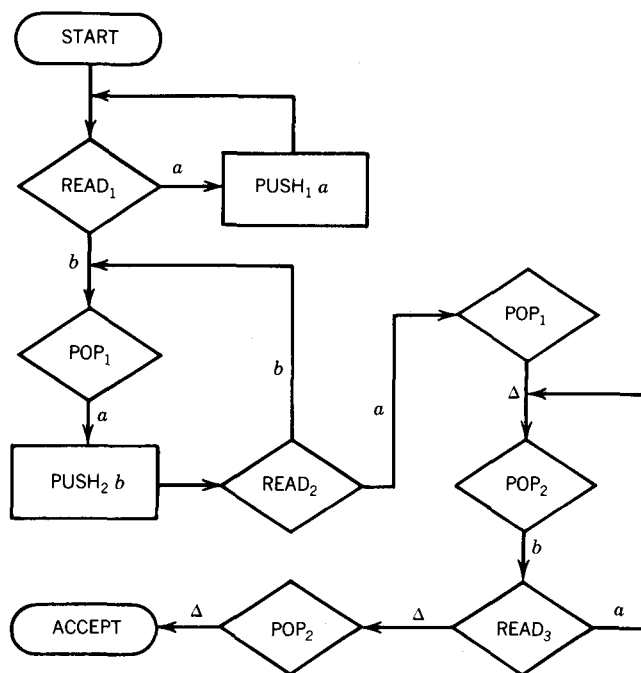 START
READ₁
a
PUSH₁ a
b
POP₁
a
PUSH₂ b
READ₂
b
a
POP₁
Δ
POP₂
b
READ₃
a
Δ
POP₂
Δ
ACCEPT